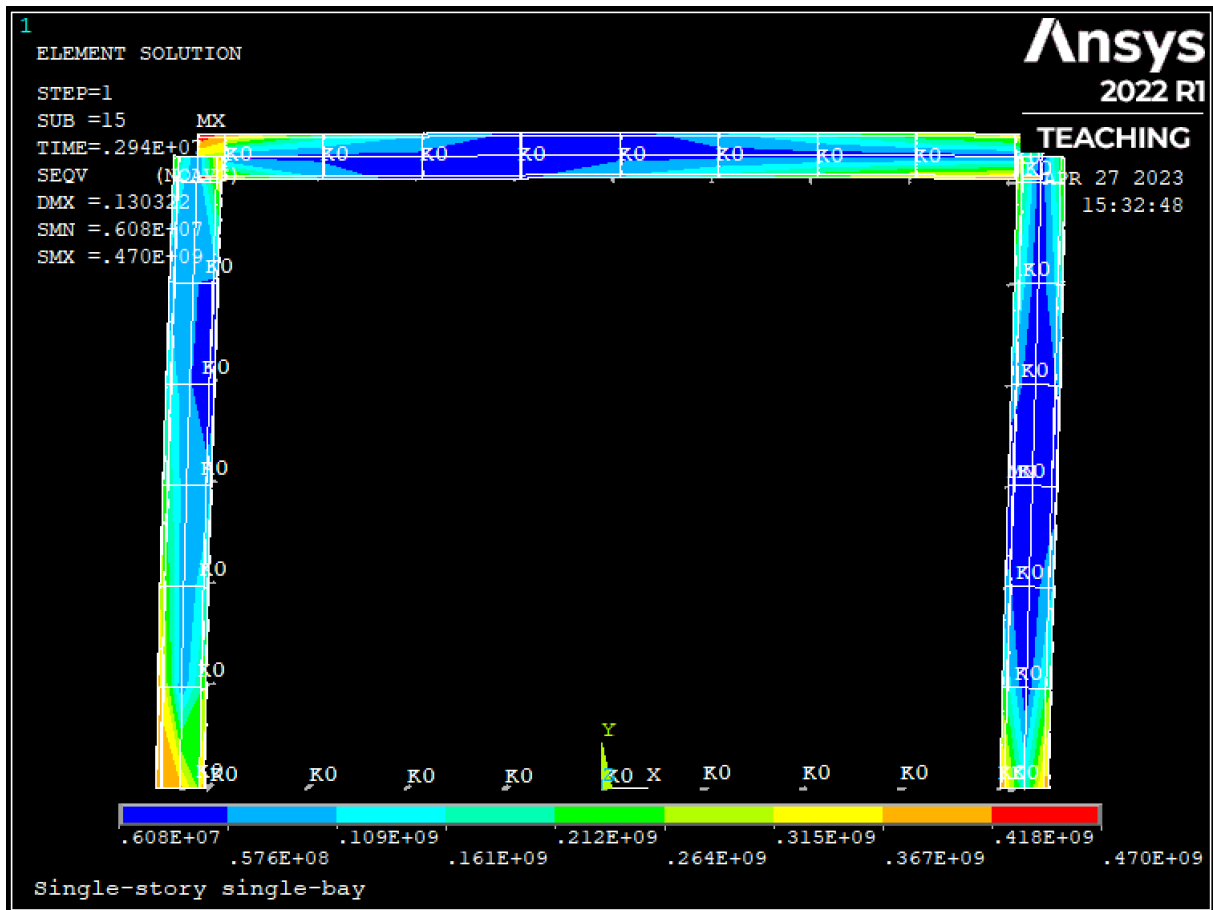 1
ELEMENT SOLUTION
STEP=1
SUB =15
TIME=.294E+07
SEQV (NOAVG)
DMX =.130322
SMN =.608E+07
SMX =.470E+09
Ansys
2022 R1
TEACHING
APR 27 2023
15:32:48
MX
MN
Y
Z
X
.608E+07
.576E+08
.109E+09
.161E+09
.212E+09
.264E+09
.315E+09
.367E+09
.418E+09
.470E+09
Single-story single-bay